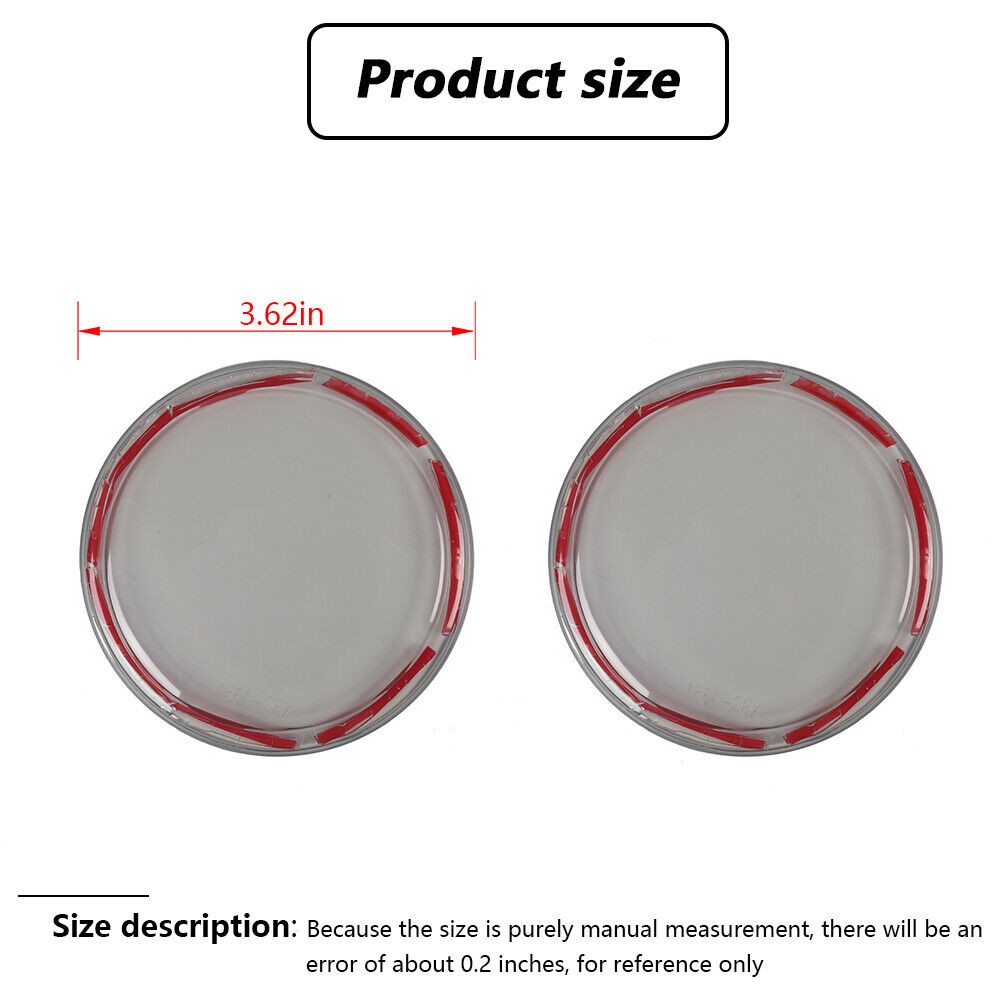 Product size
3.62in
Size description: Because the size is purely manual measurement, there will be an
error of about 0.2 inches, for reference only